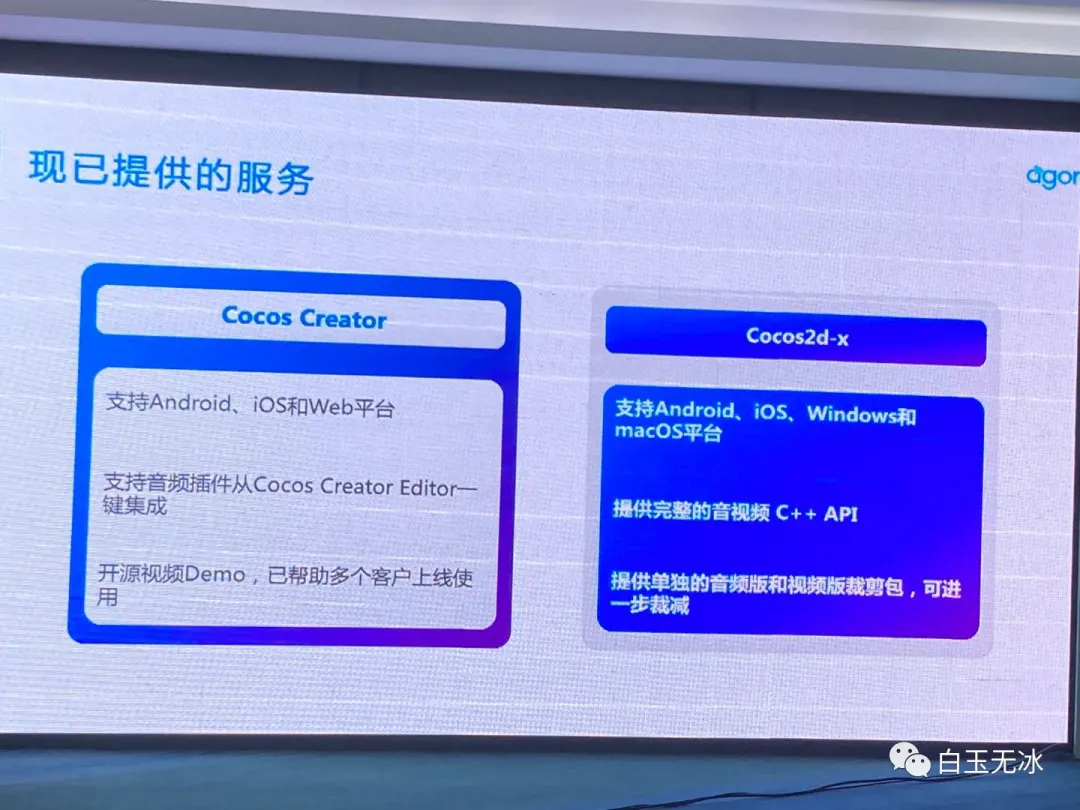 现已提供的服务
agor
Cocos Creator
支持Android、iOS和Web平台
支持音频插件从Cocos Creator Editor一
键集成
开源视频Demo，已帮助多个客户上线使
用
Cocos2d-x
支持Android、iOS、Windows和
macOS平台
提供完整的音视频 C++ API
提供单独的音频版和视频版裁剪包，可进
一步裁减
白玉无冰